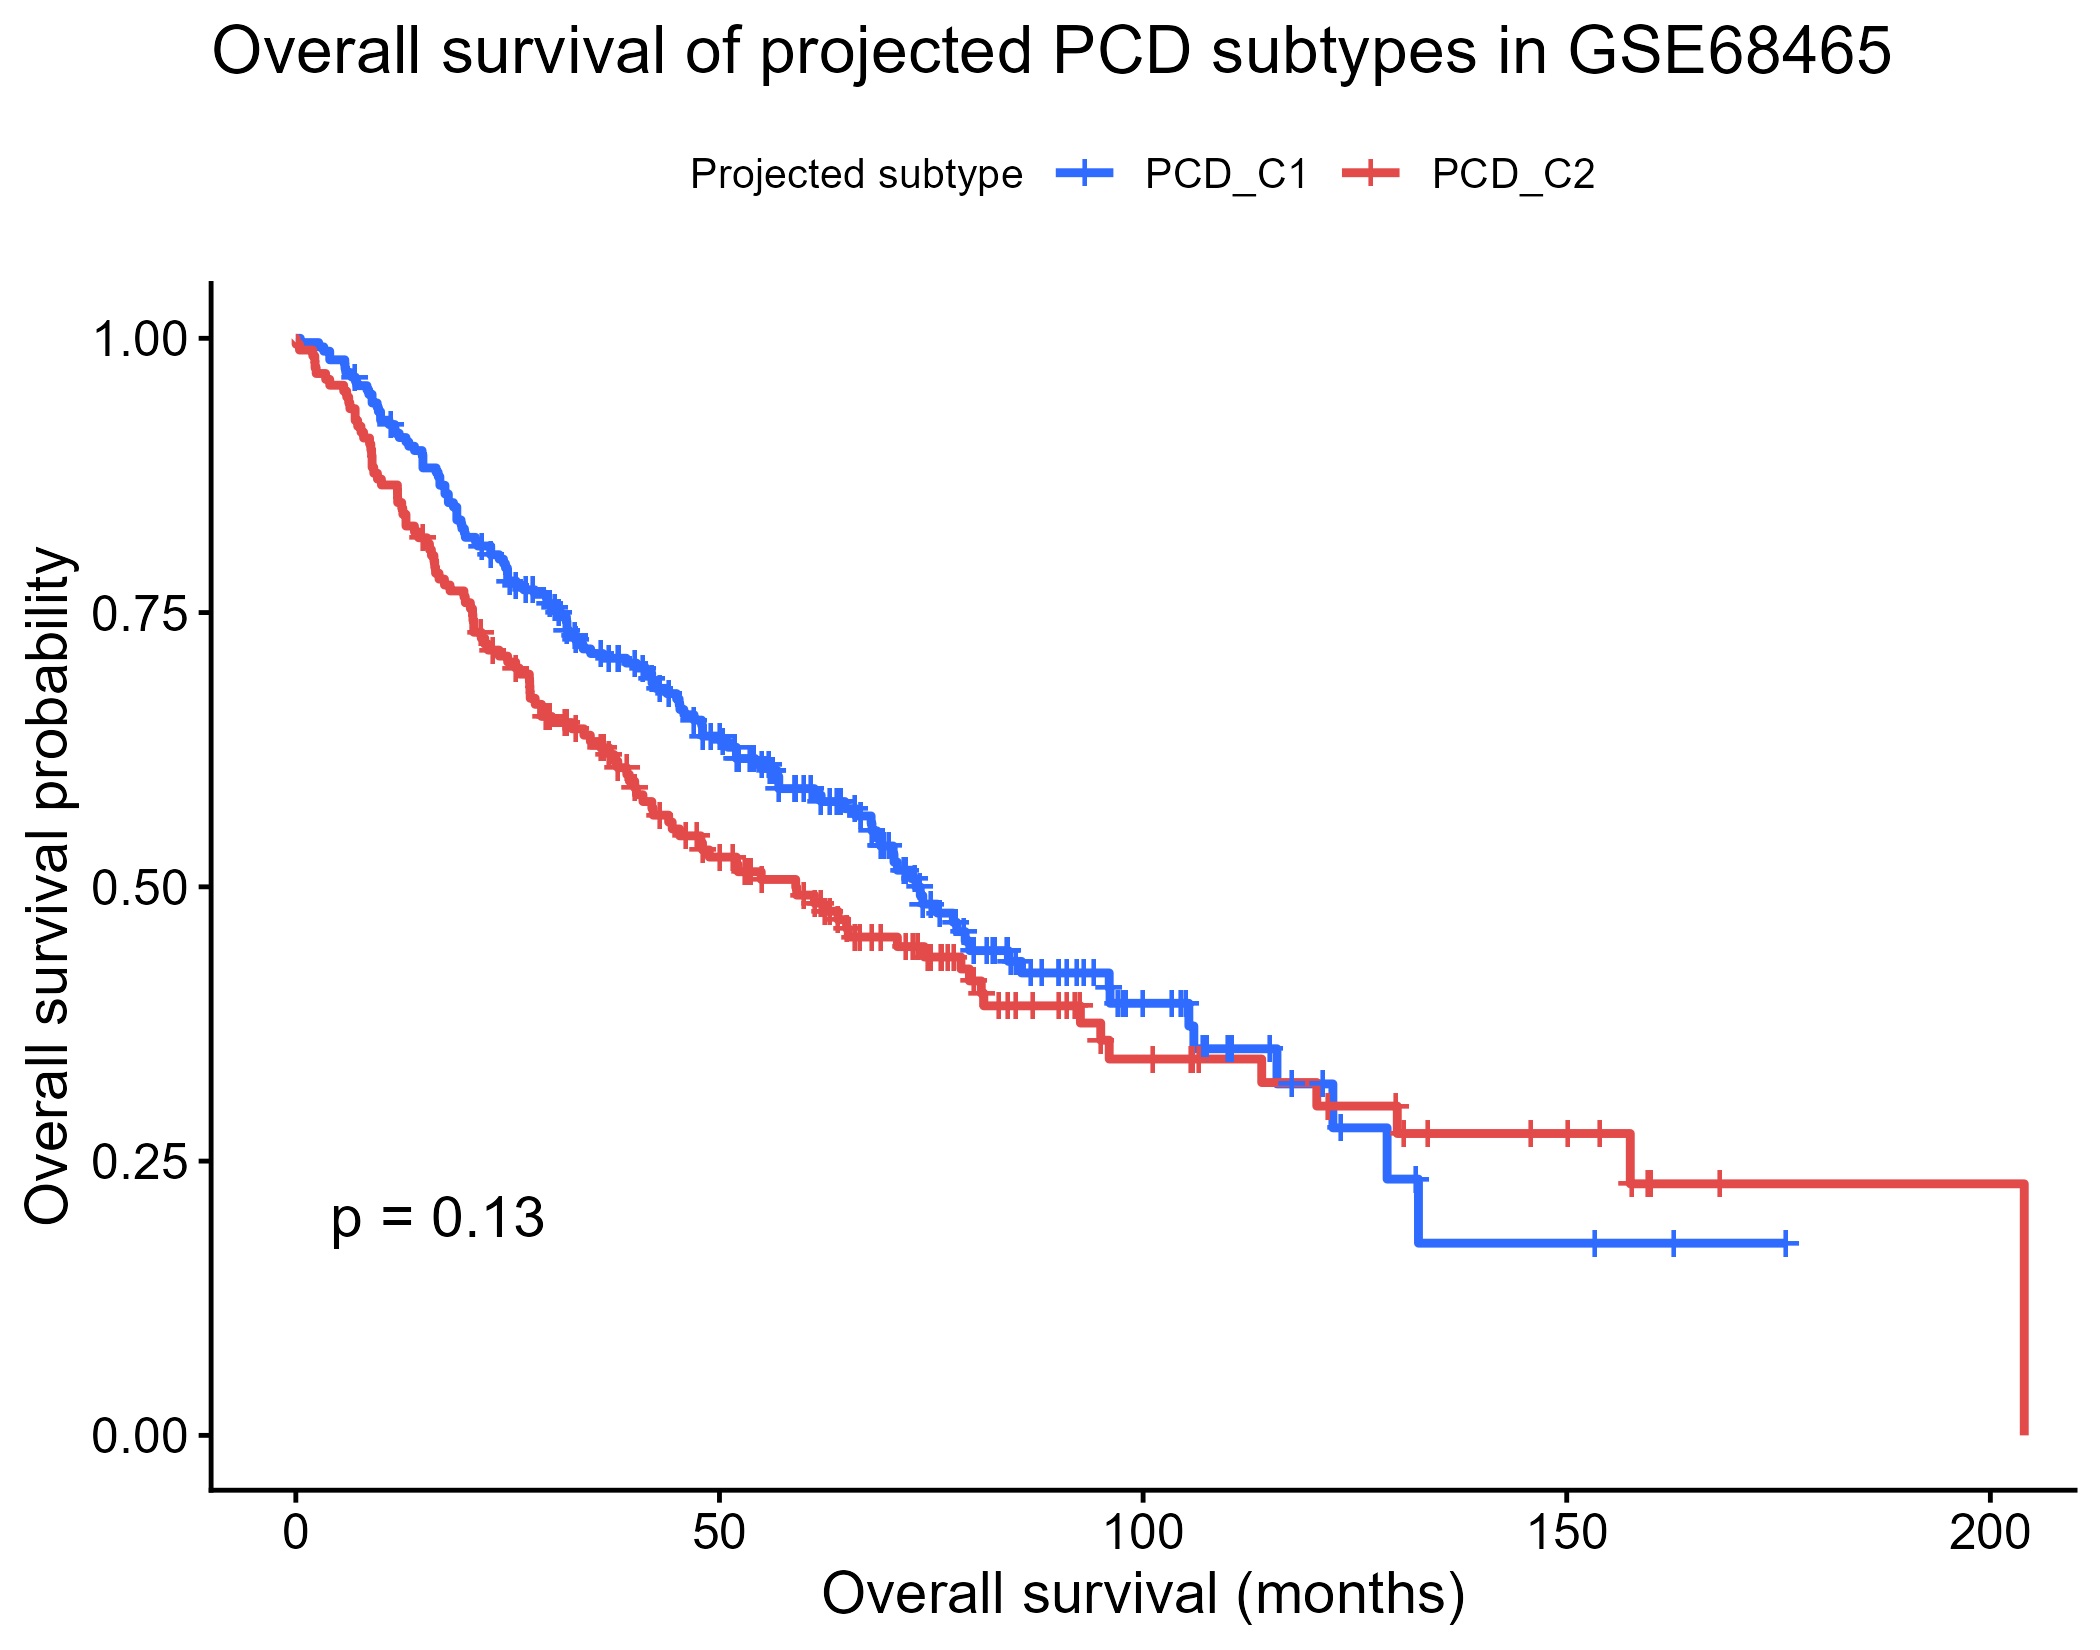 Overall survival of projected PCD subtypes in GSE68465
Projected subtype PCD_C1 PCD_C2
Overall survival probability
1.00
0.75
0.50
0.25
0.00
p = 0.13
0 50 100 150 200
Overall survival (months)